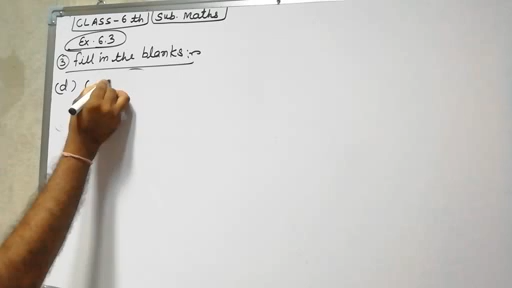 CLASS-6th Sub. Maths
Ex. 6.3
(3) fill in the blanks:-
(d) (